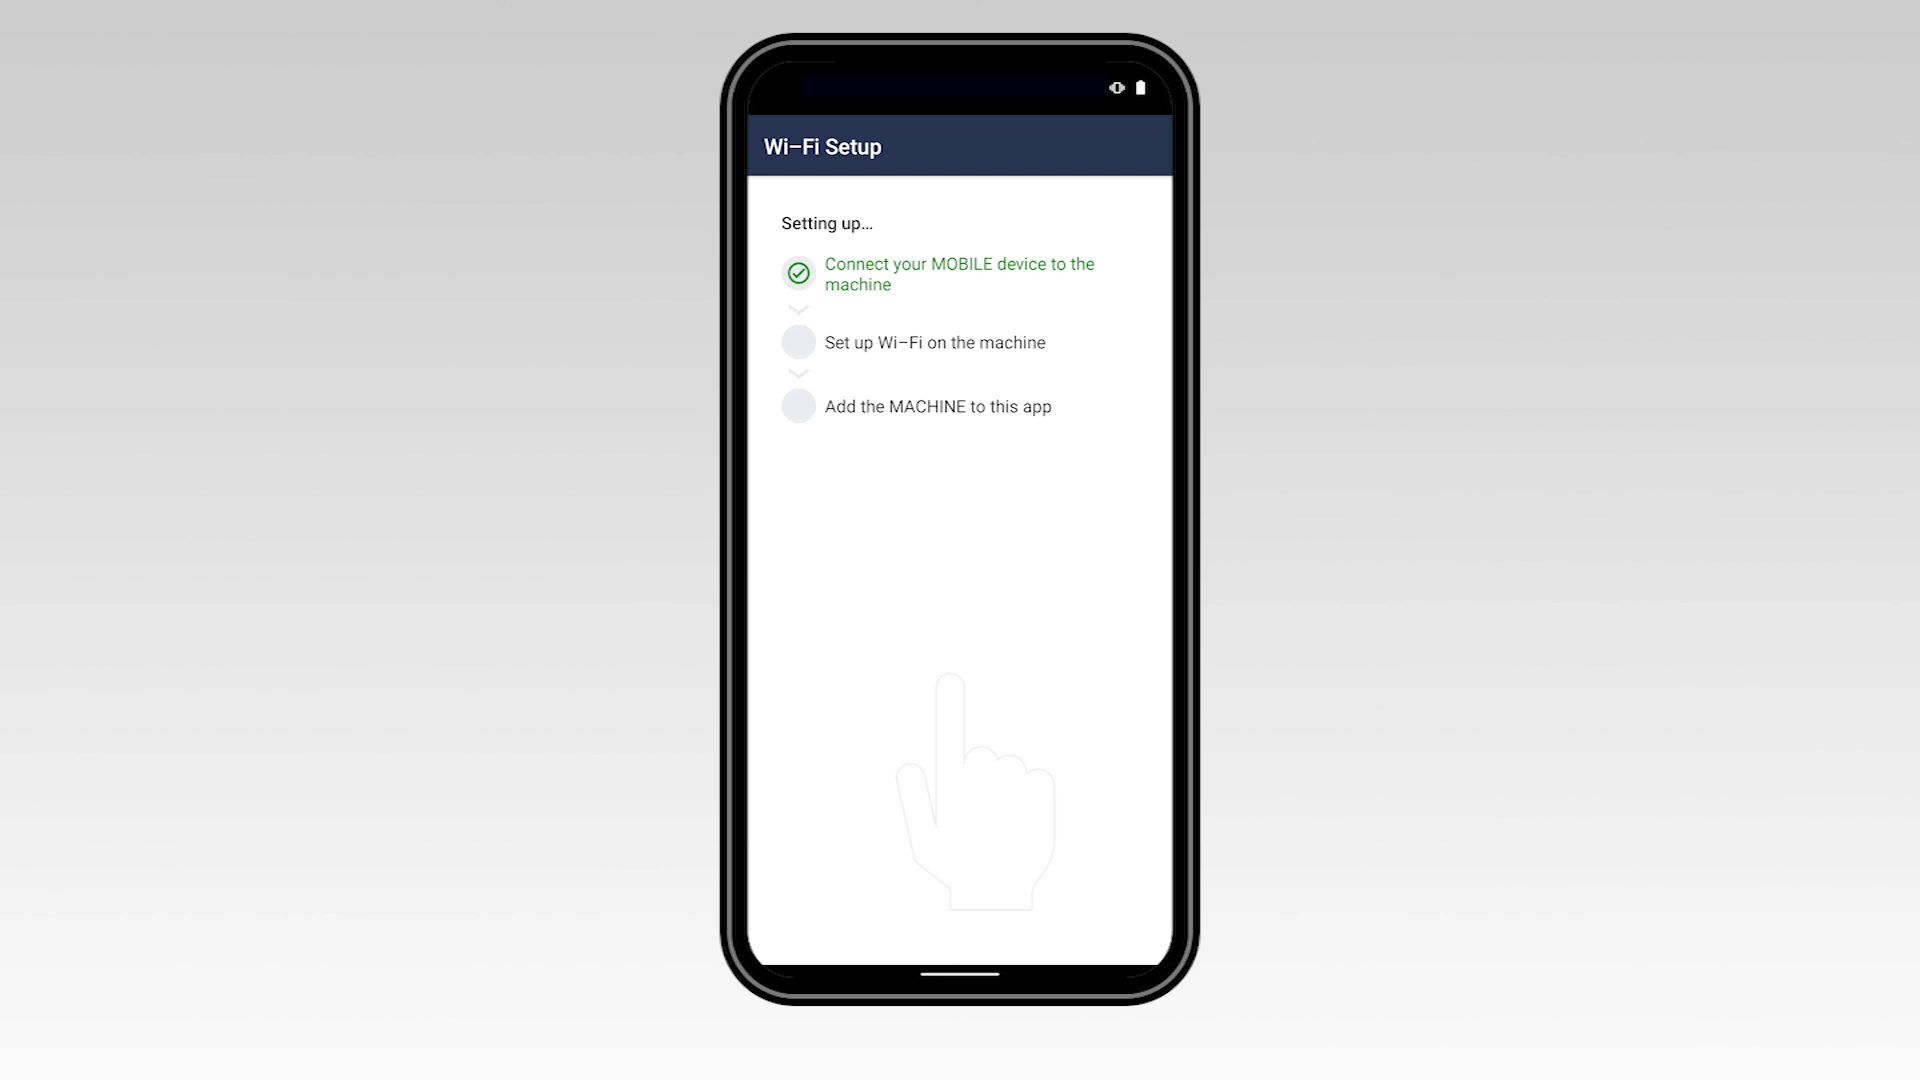 Wi–Fi Setup
Setting up...
Connect your MOBILE device to the
machine
Set up Wi–Fi on the machine
Add the MACHINE to this app